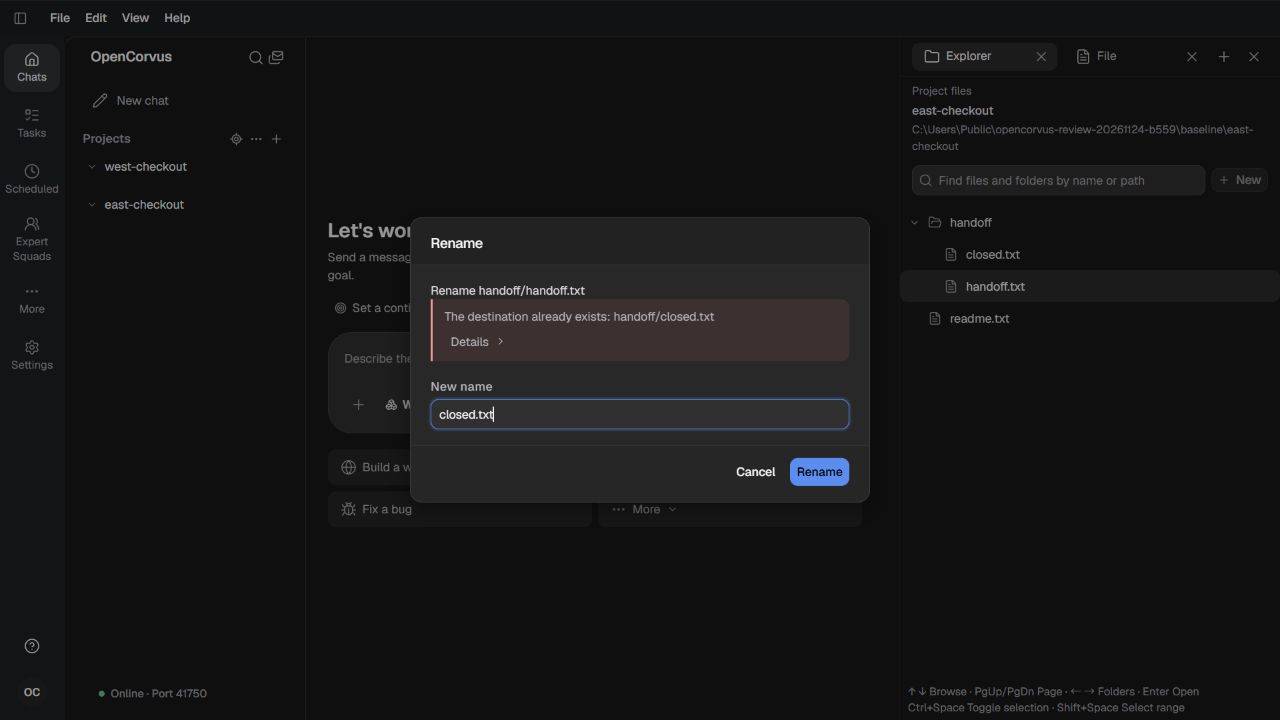 File Edit View Help
Chats
Tasks
Scheduled
Expert
Squads
More
Settings
OC
OpenCorvus
New chat
Projects
west-checkout
east-checkout
Online · Port 41750
Let's wor
Send a messag
goal.
Set a conti
Describe the
W
Build a w
Fix a bug
More
Rename
Rename handoff/handoff.txt
The destination already exists: handoff/closed.txt
Details
New name
closed.txt
Cancel Rename
Explorer File
Project files
east-checkout
C:\Users\Public\opencorvus-review-20261124-b559\baseline\east-
checkout
Find files and folders by name or path
New
handoff
closed.txt
handoff.txt
readme.txt
↑↓ Browse · PgUp/PgDn Page · ←→ Folders · Enter Open
Ctrl+Space Toggle selection · Shift+Space Select range